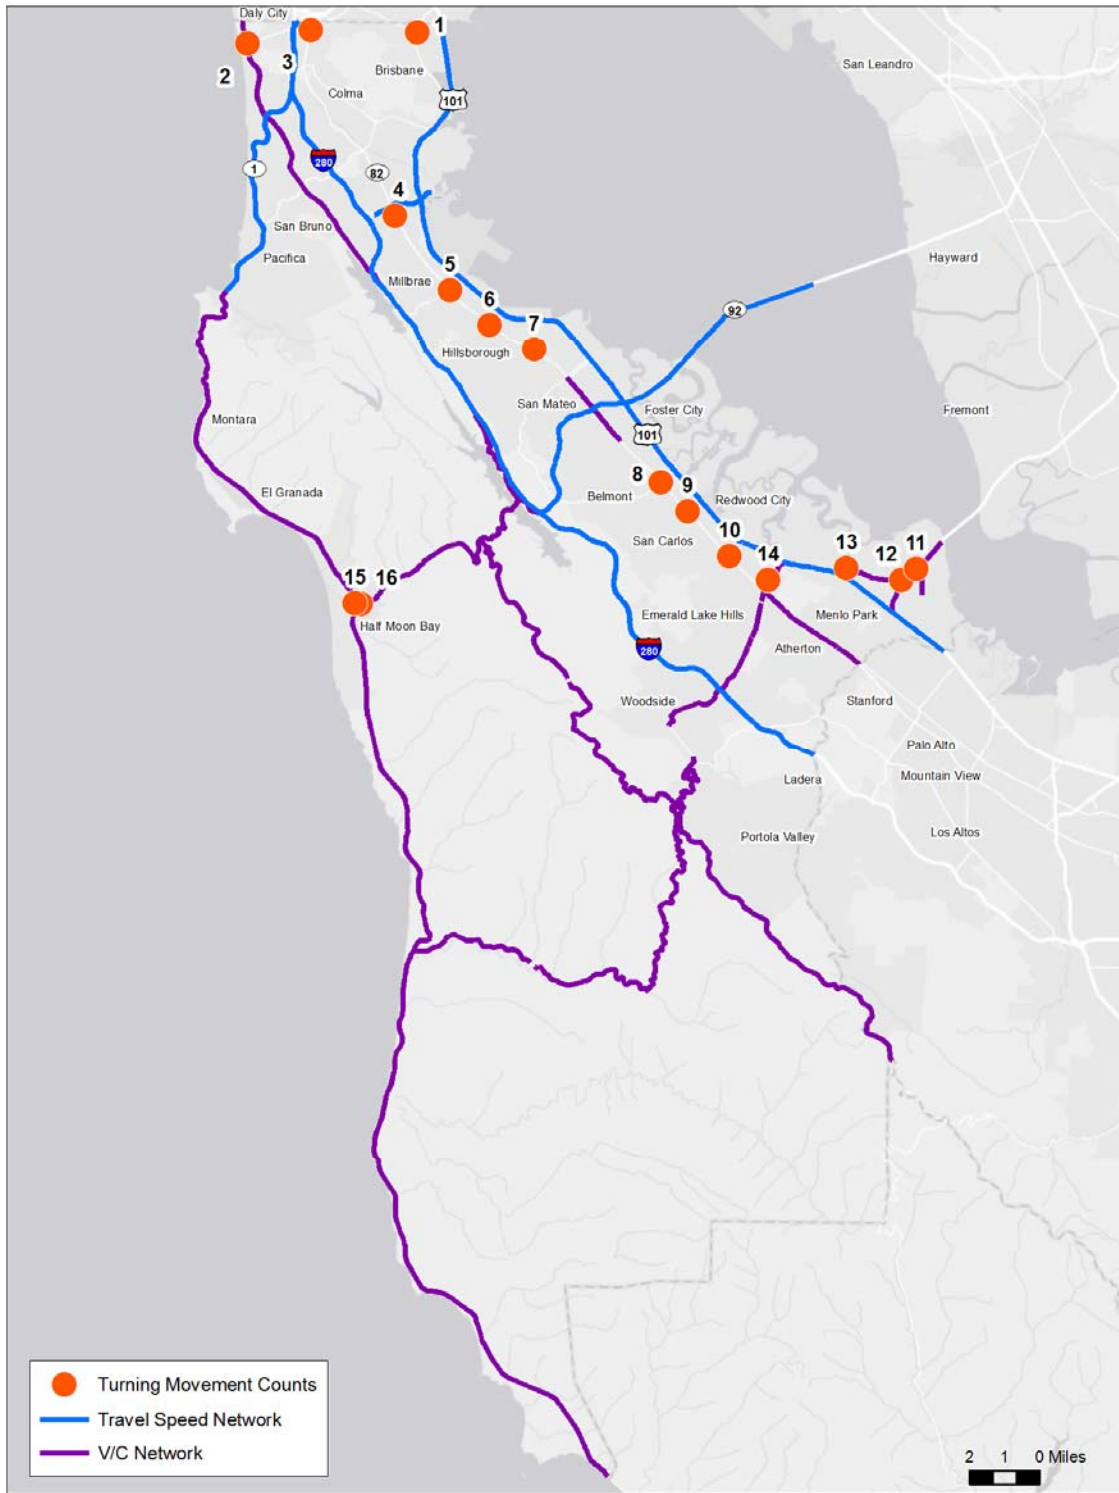 Daly City
1
2
3
Brisbane
San Leandro
Colma
101
280
1
82
4
San Bruno
Pacifica
Hayward
5
Millbrae
6
92
7
Hillsborough
San Mateo
Foster City
Fremont
Montara
101
8
9
El Granada
Belmont
Redwood City
10
San Carlos
14
13
12
11
15
16
Half Moon Bay
Emerald Lake Hills
Menlo Park
280
Atherton
Woodside
Stanford
Palo Alto
Ladera
Mountain View
Portola Valley
Los Altos
Turning Movement Counts
Travel Speed Network
V/C Network
2 1 0 Miles